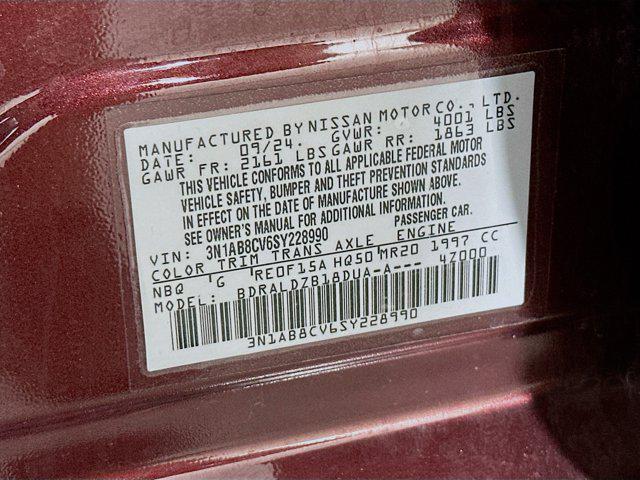 MANUFACTURED BY NISSAN MOTOR CO., LTD.
DATE: 09/24. GVWR: 4001 LBS
GAWR FR: 2161 LBS GAWR RR: 1863 LBS
THIS VEHICLE CONFORMS TO ALL APPLICABLE FEDERAL MOTOR
VEHICLE SAFETY, BUMPER AND THEFT PREVENTION STANDARDS
IN EFFECT ON THE DATE OF MANUFACTURE SHOWN ABOVE.
SEE OWNER'S MANUAL FOR ADDITIONAL INFORMATION.
VIN: 3N1AB8CV6SY228990 PASSENGER CAR.
COLOR TRIM TRANS AXLE ENGINE
NBQ G RE0F15A HQ50 MR20 1997 CC
MODEL: BDRALDZB18DUA-A--- 4Z000
3N1AB8CV6SY228990